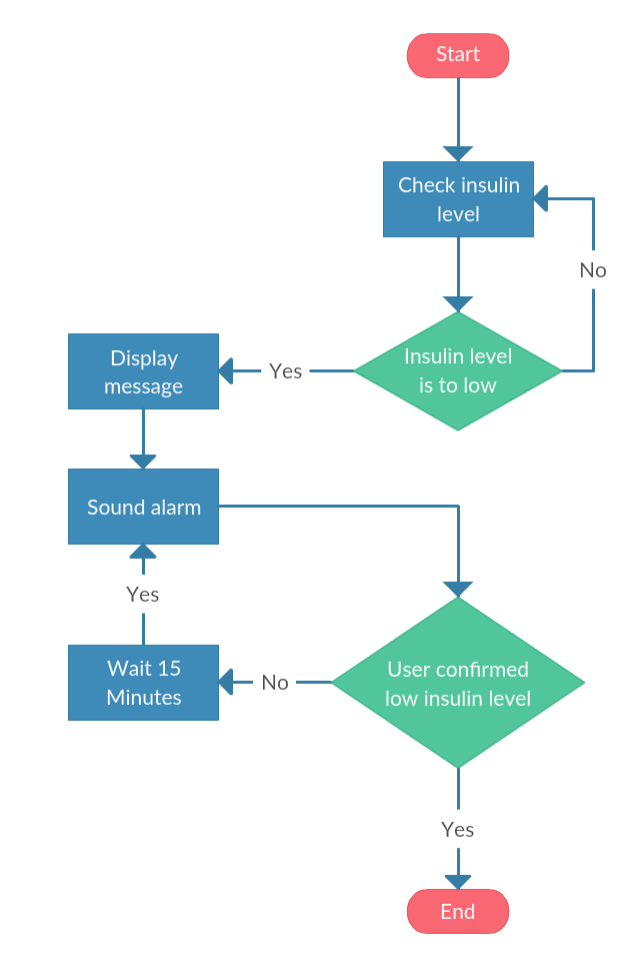 Start
Check insulin
level
No
Insulin level
is to low
Yes
Display
message
Sound alarm
Yes
Wait 15
Minutes
No
User confirmed
low insulin level
Yes
End